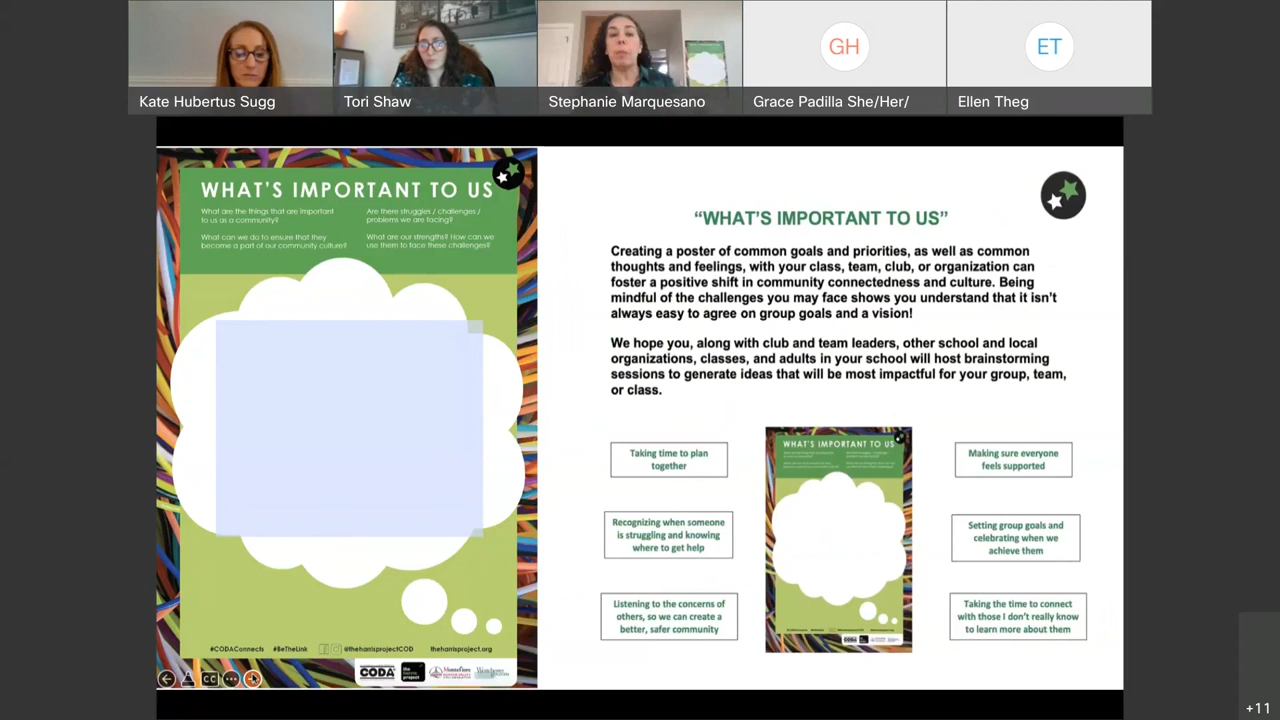 GH
ET
Kate Hubertus Sugg
Tori Shaw
Stephanie Marquesano
Grace Padilla She/Her/
Ellen Theg
WHAT'S IMPORTANT TO US
What are the things that are important
to us as a community?
What can we do to ensure that they
become a part of our community culture?
Are there struggles / challenges /
problems we are facing?
What are our strengths? How can we
use them to face these challenges?
#CODAConnects #BeTheLink @theharrisprojectCOD theharrisproject.org
CODA
the harris project
Montefiore
CC
"WHAT'S IMPORTANT TO US"
Creating a poster of common goals and priorities, as well as common
thoughts and feelings, with your class, team, club, or organization can
foster a positive shift in community connectedness and culture. Being
mindful of the challenges you may face shows you understand that it isn't
always easy to agree on group goals and a vision!
We hope you, along with club and team leaders, other school and local
organizations, classes, and adults in your school will host brainstorming
sessions to generate ideas that will be most impactful for your group, team,
or class.
Taking time to plan
together
Recognizing when someone
is struggling and knowing
where to get help
Listening to the concerns of
others, so we can create a
better, safer community
WHAT'S IMPORTANT TO US
CODA
Making sure everyone
feels supported
Setting group goals and
celebrating when we
achieve them
Taking the time to connect
with those I don't really know
to learn more about them
+11